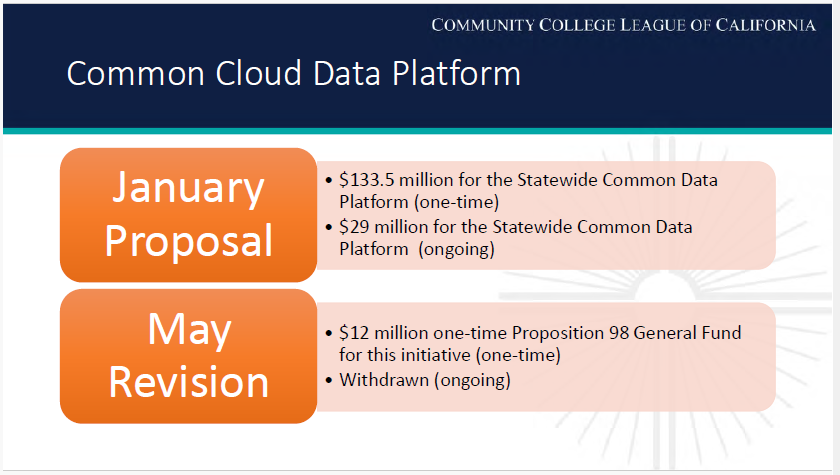 COMMUNITY COLLEGE LEAGUE OF CALIFORNIA
Common Cloud Data Platform
January
Proposal
• $133.5 million for the Statewide Common Data
Platform (one-time)
• $29 million for the Statewide Common Data
Platform (ongoing)
May
Revision
• $12 million one-time Proposition 98 General Fund
for this initiative (one-time)
• Withdrawn (ongoing)